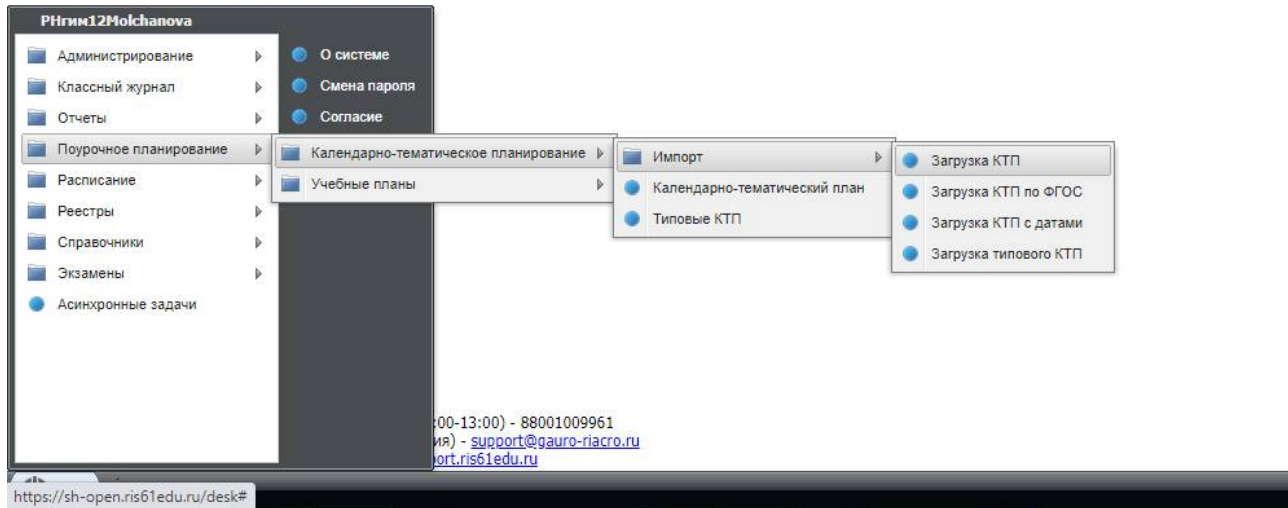 РНгим12Molchanova
Администрирование
Классный журнал
Отчеты
Поурочное планирование
Расписание
Реестры
Справочники
Экзамены
Асинхронные задачи
О системе
Смена пароля
Согласие
Календарно-тематическое планирование
Учебные планы
Импорт
Календарно-тематический план
Типовые КТП
Загрузка КТП
Загрузка КТП по ФГОС
Загрузка КТП с датами
Загрузка типового КТП
:00-13:00) - 88001009961
ия) - support@gauro-riacro.ru
ort.ris61edu.ru
https://sh-open.ris61edu.ru/desk#